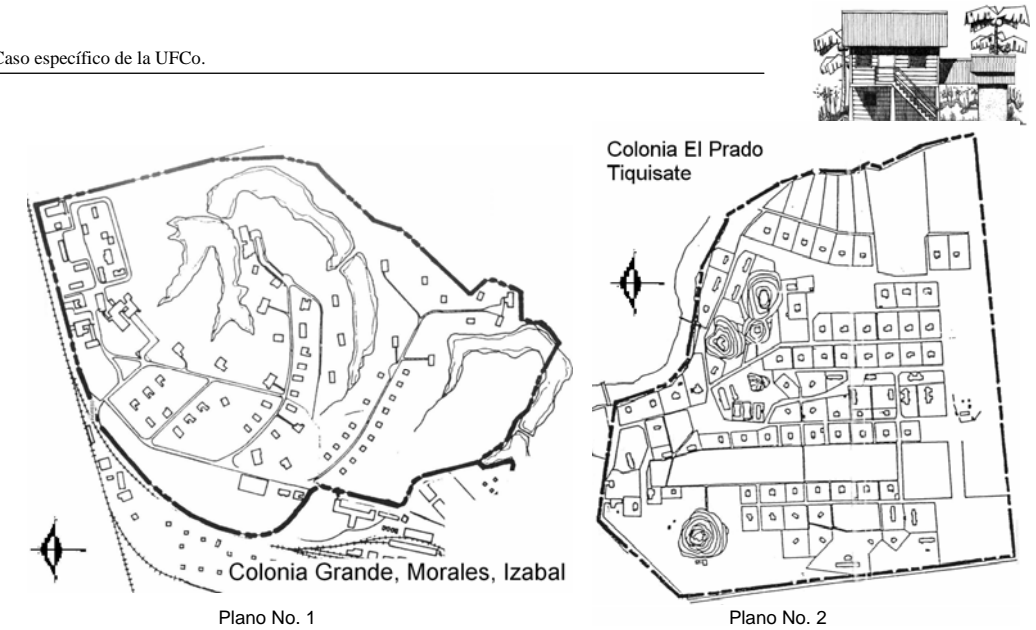 Caso específico de la UFCo.
Colonia El Prado
Tiquisate
Colonia Grande, Morales, Izabal
Plano No. 1
Plano No. 2